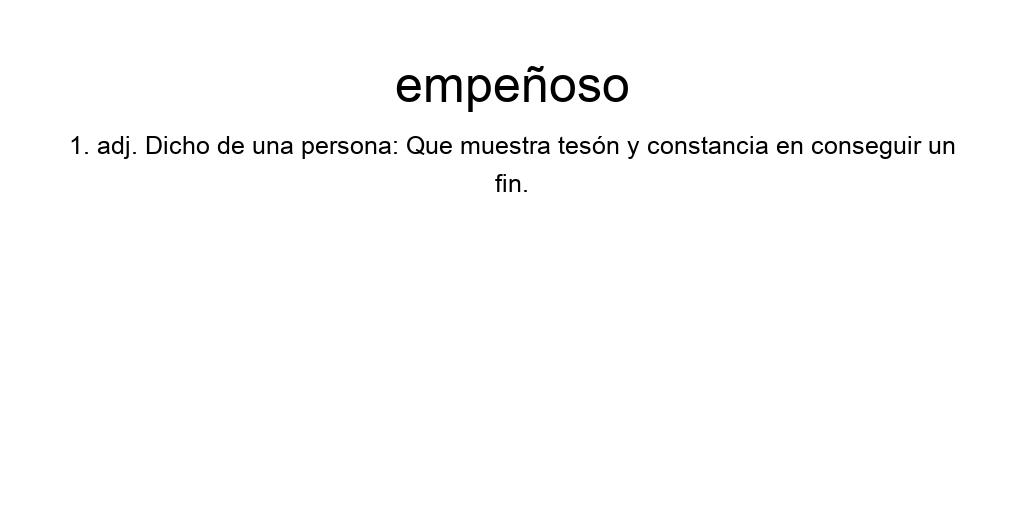 empeñoso
1. adj. Dicho de una persona: Que muestra tesón y constancia en conseguir un
fin.